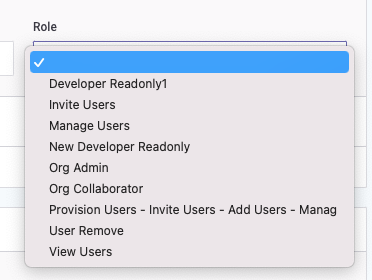 Role
✓
Developer Readonly1
Invite Users
Manage Users
New Developer Readonly
Org Admin
Org Collaborator
Provision Users - Invite Users - Add Users - Manag
User Remove
View Users